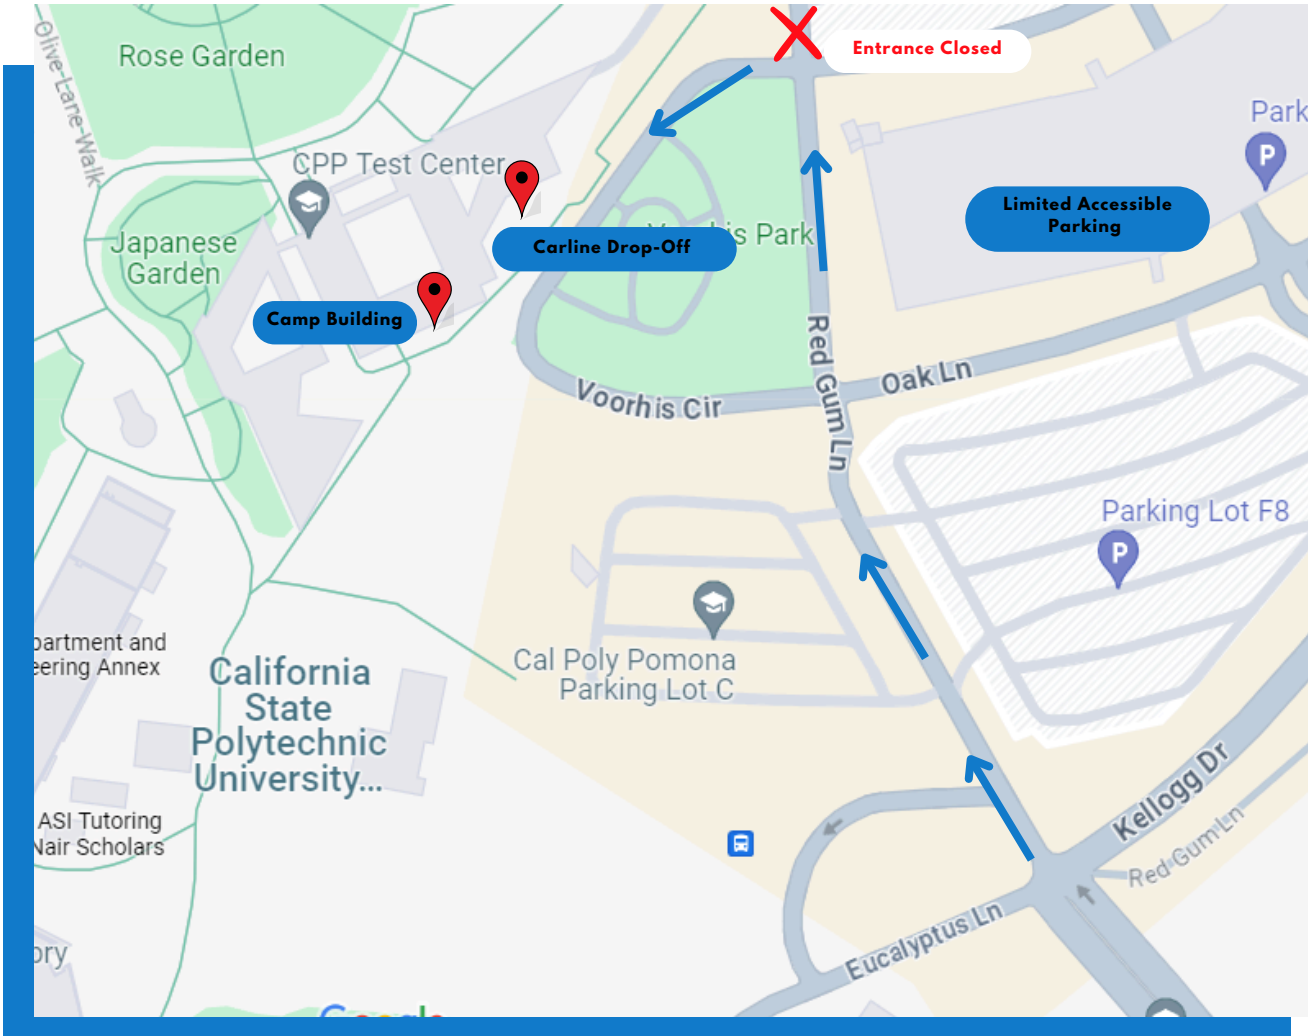 Olive-Lane-Walk
Rose Garden
Entrance Closed
Park
P
CPP Test Center
Limited Accessible
Parking
Japanese
Garden
Carline Drop-Off
is Park
Camp Building
Red Gum Ln
Oak Ln
Voorhis Cir
Parking Lot F8
P
Cal Poly Pomona
Parking Lot C
partment and
eering Annex
California
State
Polytechnic
University...
ASI Tutoring
Nair Scholars
Kellogg Dr
Red Gum Ln
Eucalyptus Ln
ory
Google